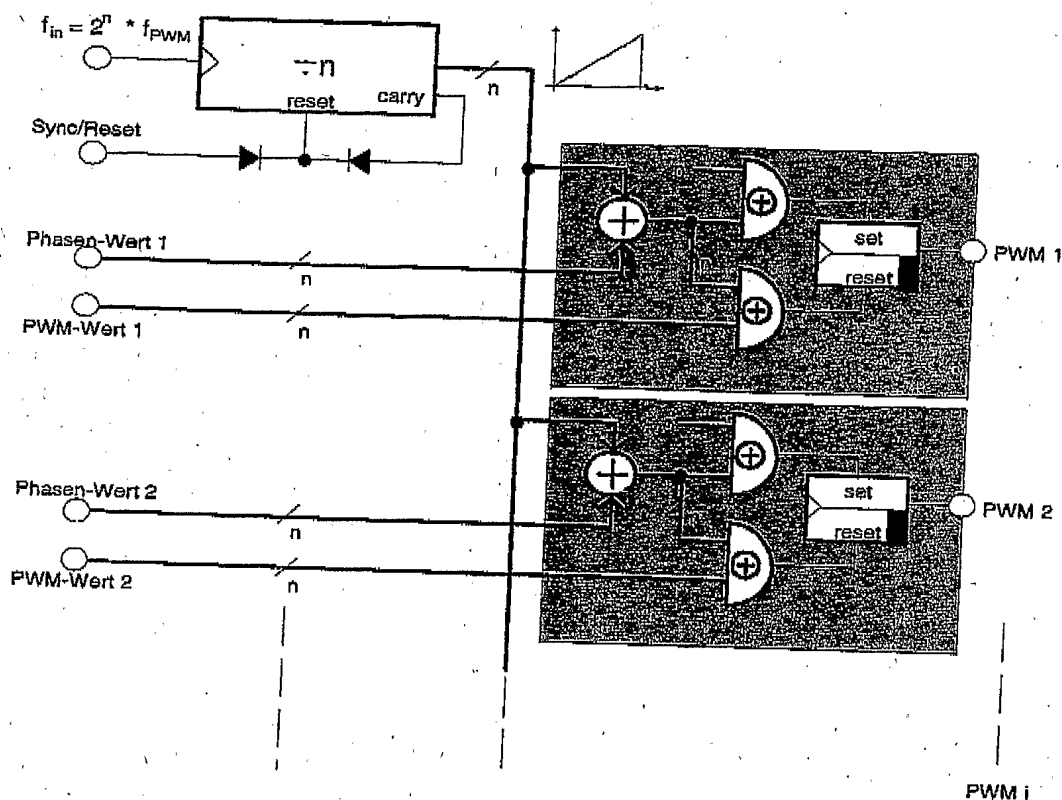 f_in = 2^n * f_PWM
÷n
n
reset
carry
Sync/Reset
Phasen-Wert 1
n
PWM-Wert 1
n
n
set
reset
PWM 1
Phasen-Wert 2
n
PWM-Wert 2
n
n
set
reset
PWM 2
PWM i